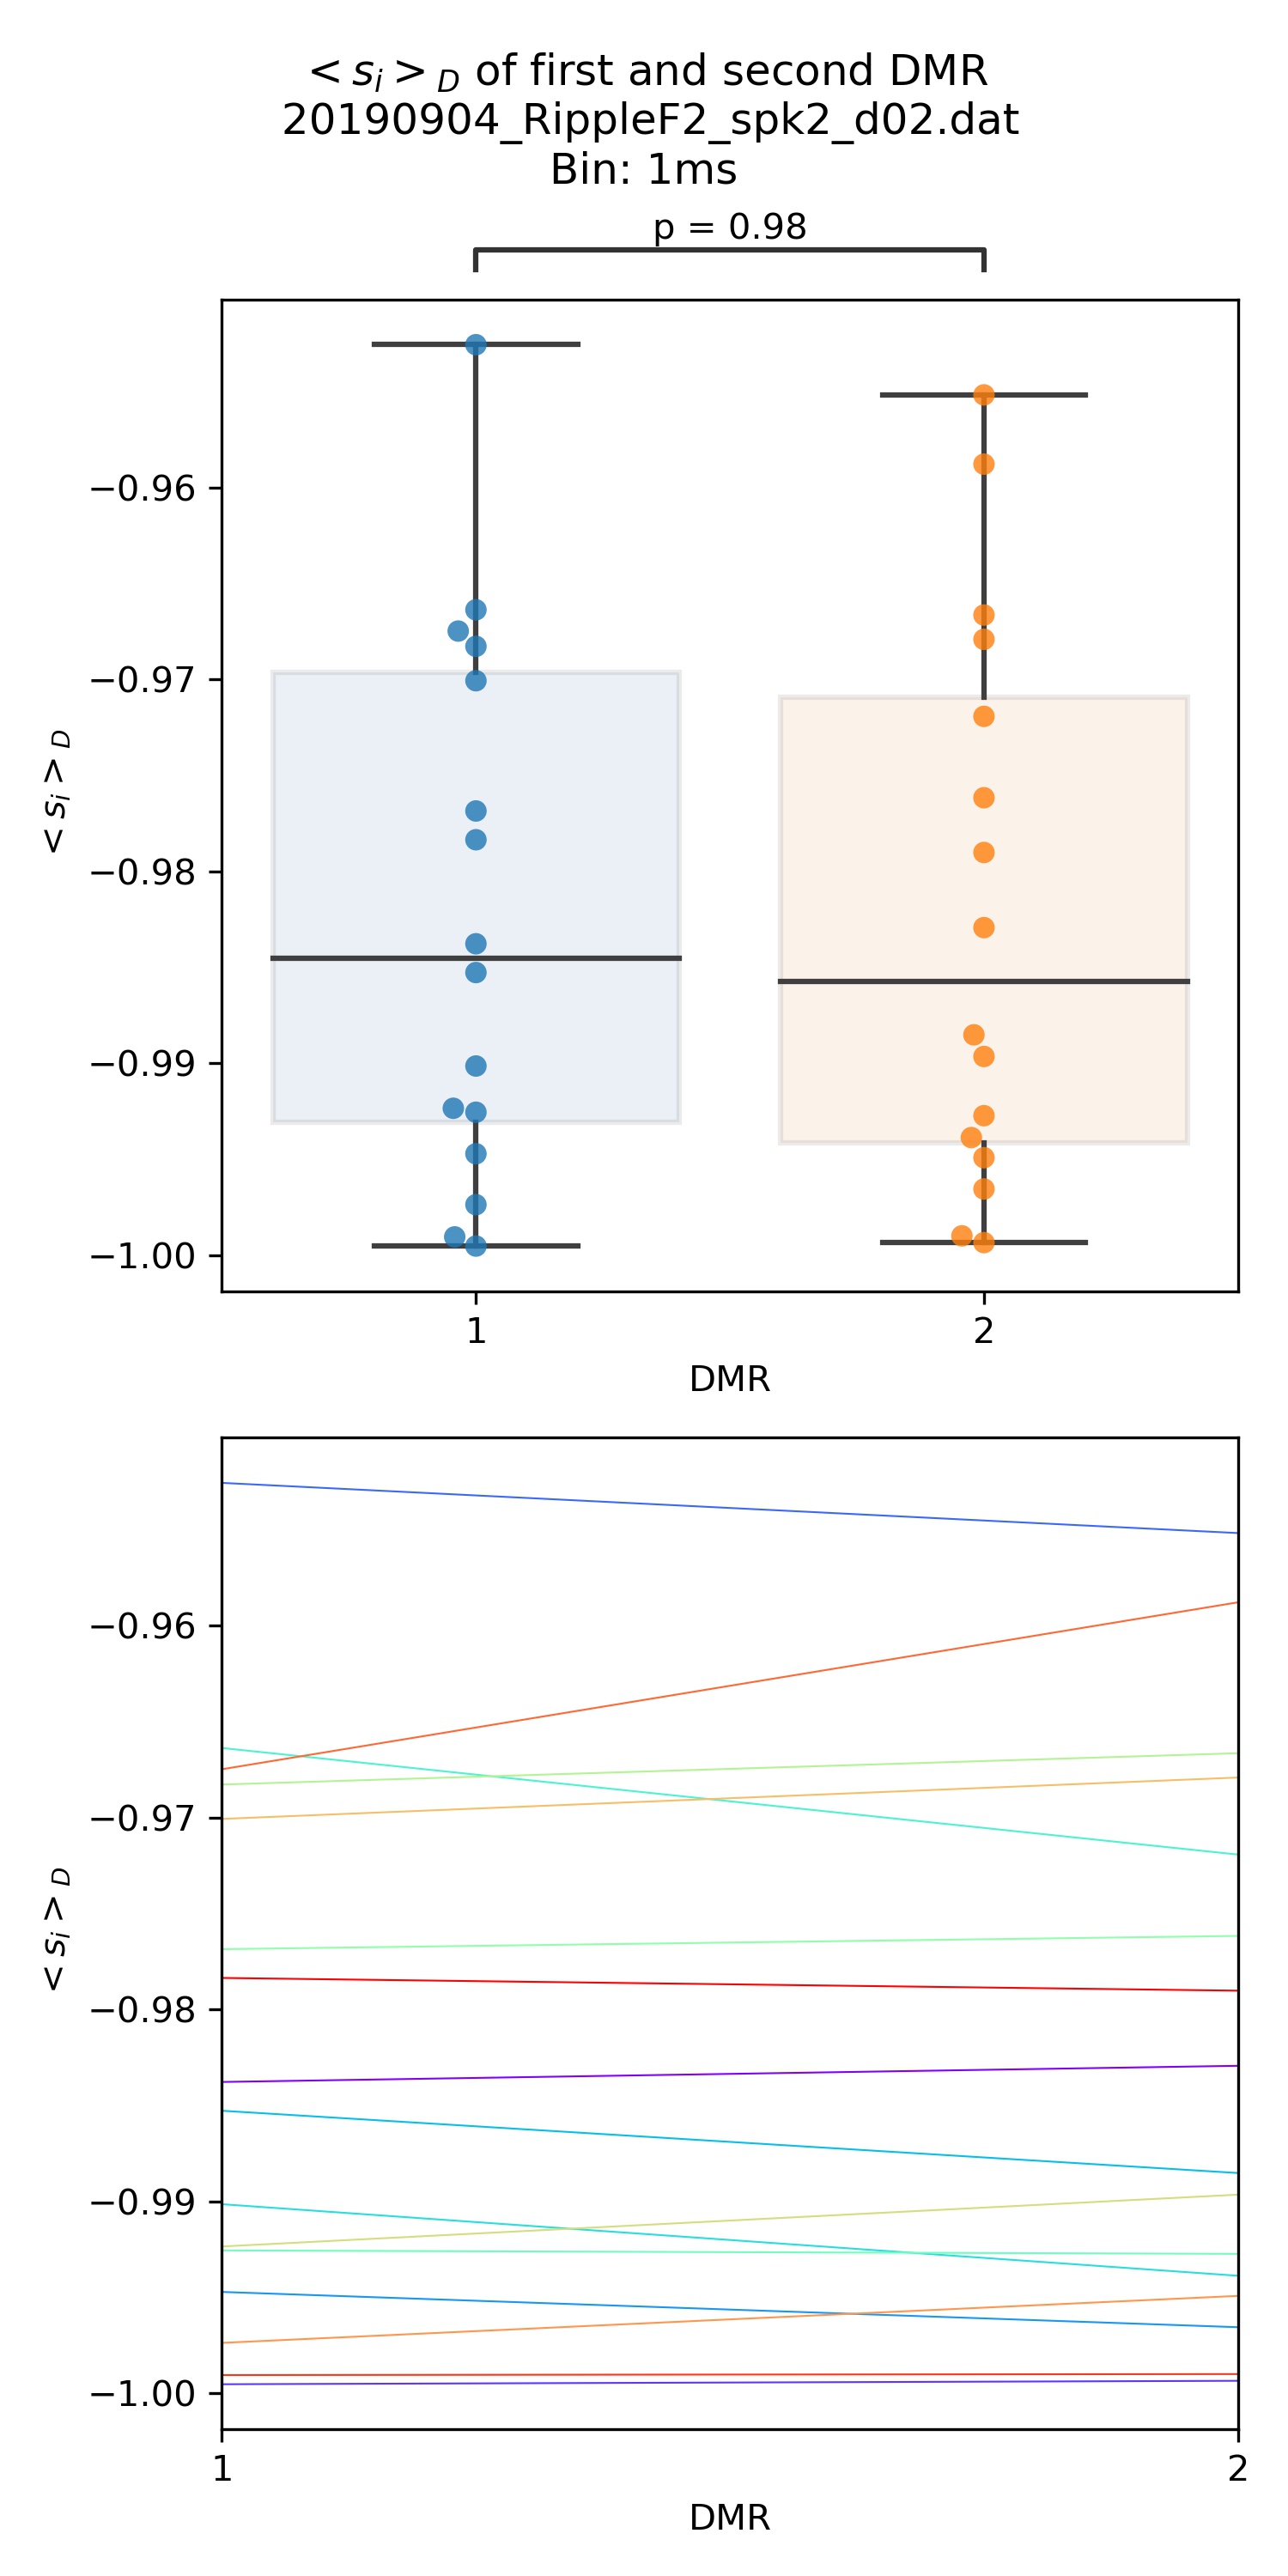 < s_i >_D of first and second DMR
20190904_RippleF2_spk2_d02.dat
Bin: 1ms
p = 0.98
< s_i >_D
−0.96
−0.97
−0.98
−0.99
−1.00
1 2
DMR
< s_i >_D
−0.96
−0.97
−0.98
−0.99
−1.00
1 2
DMR